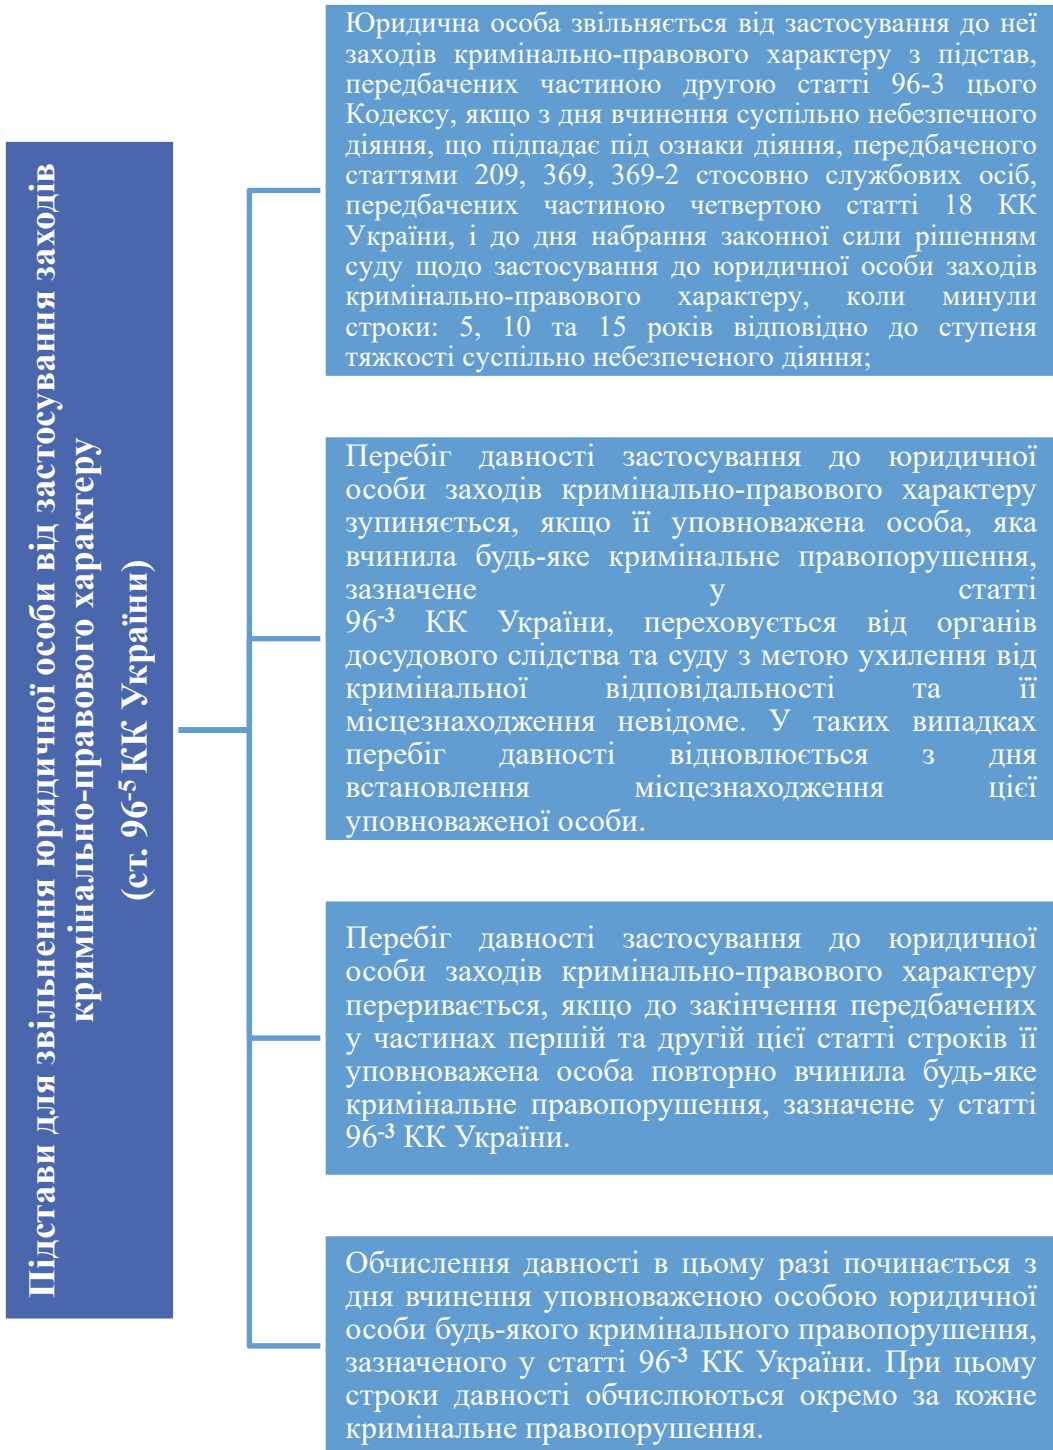 Підстави для звільнення юридичної особи від застосування заходів
кримінально-правового характеру
(ст. 96-5 КК України)
Юридична особа звільняється від застосування до неї
заходів кримінально-правового характеру з підстав,
передбачених частиною другою статті 96-3 цього
Кодексу, якщо з дня вчинення суспільно небезпечного
діяння, що підпадає під ознаки діяння, передбаченого
статтями 209, 369, 369-2 стосовно службових осіб,
передбачених частиною четвертою статті 18 КК
України, і до дня набрання законної сили рішенням
суду щодо застосування до юридичної особи заходів
кримінально-правового характеру, коли минули
строки: 5, 10 та 15 років відповідно до ступеня
тяжкості суспільно небезпеченого діяння;
Перебіг давності застосування до юридичної
особи заходів кримінально-правового характеру
зупиняється, якщо її уповноважена особа, яка
вчинила будь-яке кримінальне правопорушення,
зазначене у статті
96-3 КК України, переховується від органів
досудового слідства та суду з метою ухилення від
кримінальної відповідальності та її
місцезнаходження невідоме. У таких випадках
перебіг давності відновлюється з дня
встановлення місцезнаходження цієї
уповноваженої особи.
Перебіг давності застосування до юридичної
особи заходів кримінально-правового характеру
переривається, якщо до закінчення передбачених
у частинах першій та другій цієї статті строків її
уповноважена особа повторно вчинила будь-яке
кримінальне правопорушення, зазначене у статті
96-3 КК України.
Обчислення давності в цьому разі починається з
дня вчинення уповноваженою особою юридичної
особи будь-якого кримінального правопорушення,
зазначеного у статті 96-3 КК України. При цьому
строки давності обчислюються окремо за кожне
кримінальне правопорушення.